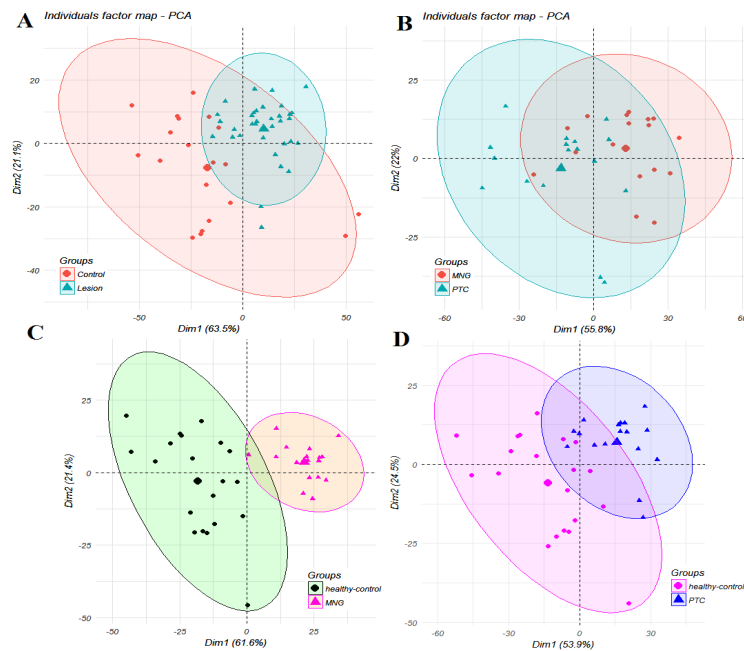 A
Individuals factor map - PCA
20
0
-20
-40
Dim2 (21.1%)
Groups
Control
Lesion
-50
0
50
Dim1 (63.5%)
B
Individuals factor map - PCA
25
0
-25
Dim2 (22%)
Groups
MNG
PTC
-60
-30
0
30
60
Dim1 (55.8%)
C
50
25
0
-25
-50
Dim2 (21.4%)
Groups
healthy-control
MNG
-50
-25
0
25
Dim1 (61.6%)
D
25
0
-25
-50
Dim2 (24.5%)
Groups
healthy-control
PTC
-60
-30
0
30
Dim1 (53.9%)